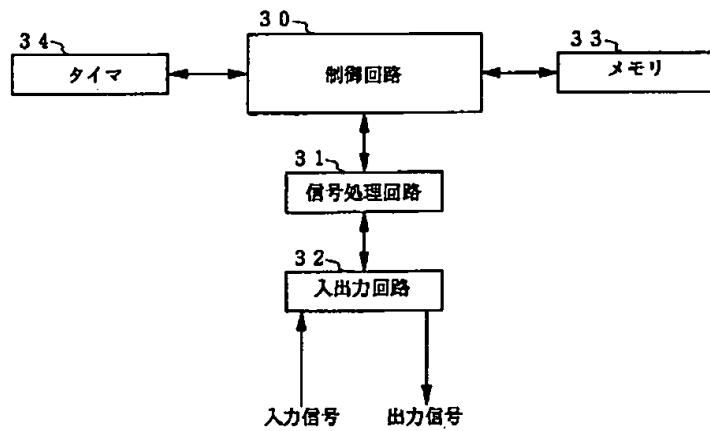 30
34
33
制御回路
タイマ
メモリ
31
信号処理回路
32
入出力回路
入力信号
出力信号